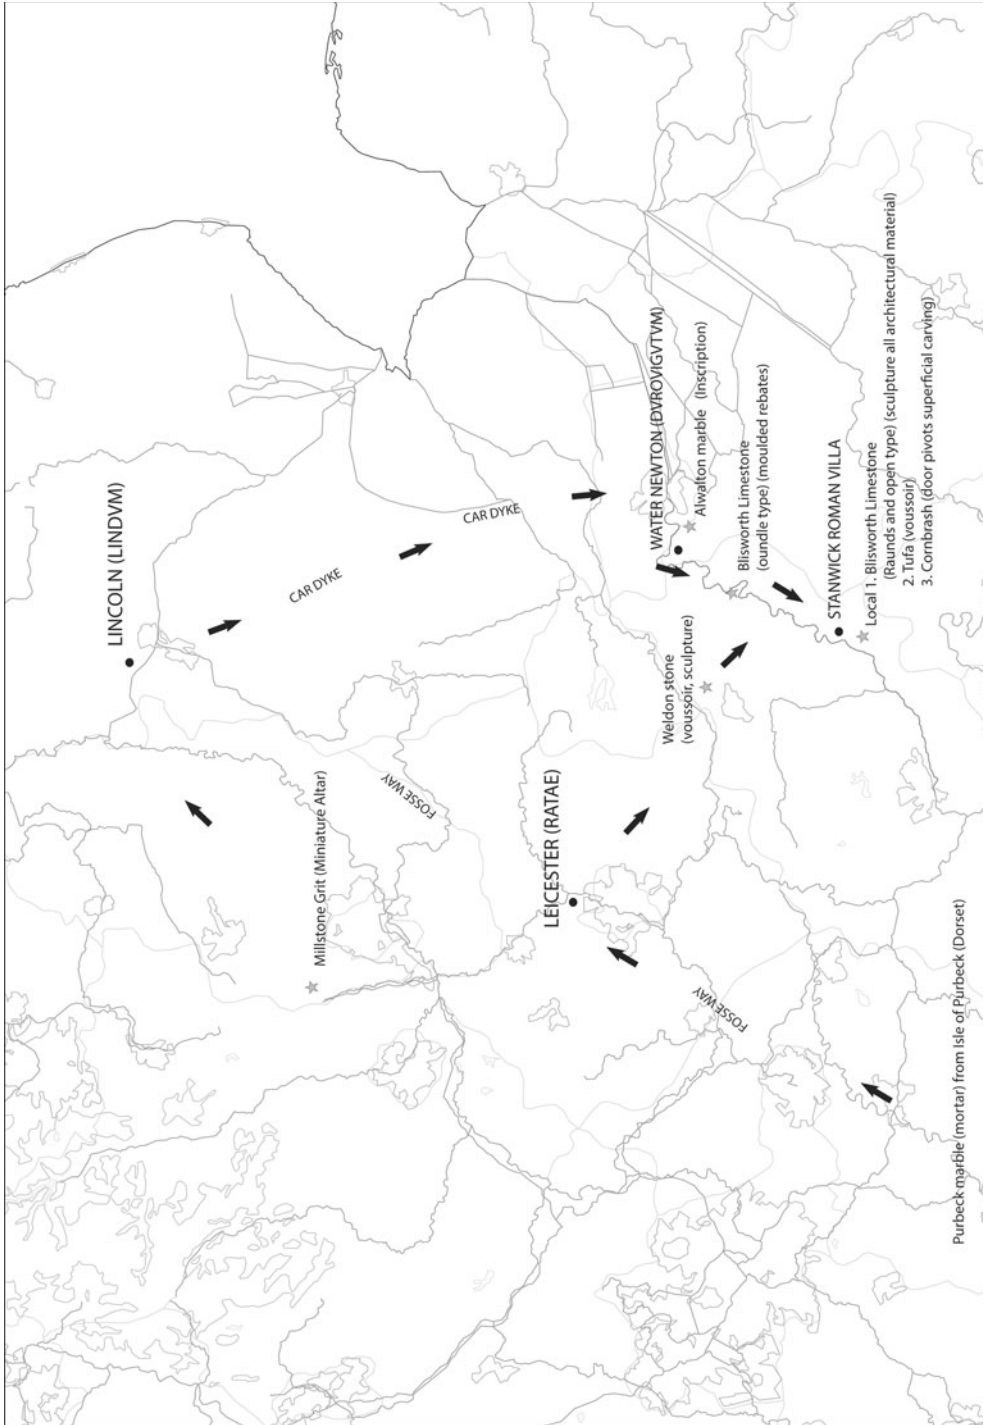 LINCOLN (LINDVM)
CAR DYKE
CAR DYKE
Millstone Grit (Miniature Altar)
FOSSE WAY
LEICESTER (RATAE)
FOSSE WAY
WATER NEWTON (DVROVIGVTVM)
Alwalton marble (Inscription)
Weldon stone
(voussoir, sculpture)
Blisworth Limestone
(oundle type) (moulded rebates)
STANWICK ROMAN VILLA
Local 1. Blisworth Limestone
(Raunds and open type) (sculpture all architectural material)
2. Tufa (voussoir)
3. Cornbrash (door pivots superficial carving)
Purbeck marble (mortar) from Isle of Purbeck (Dorset)